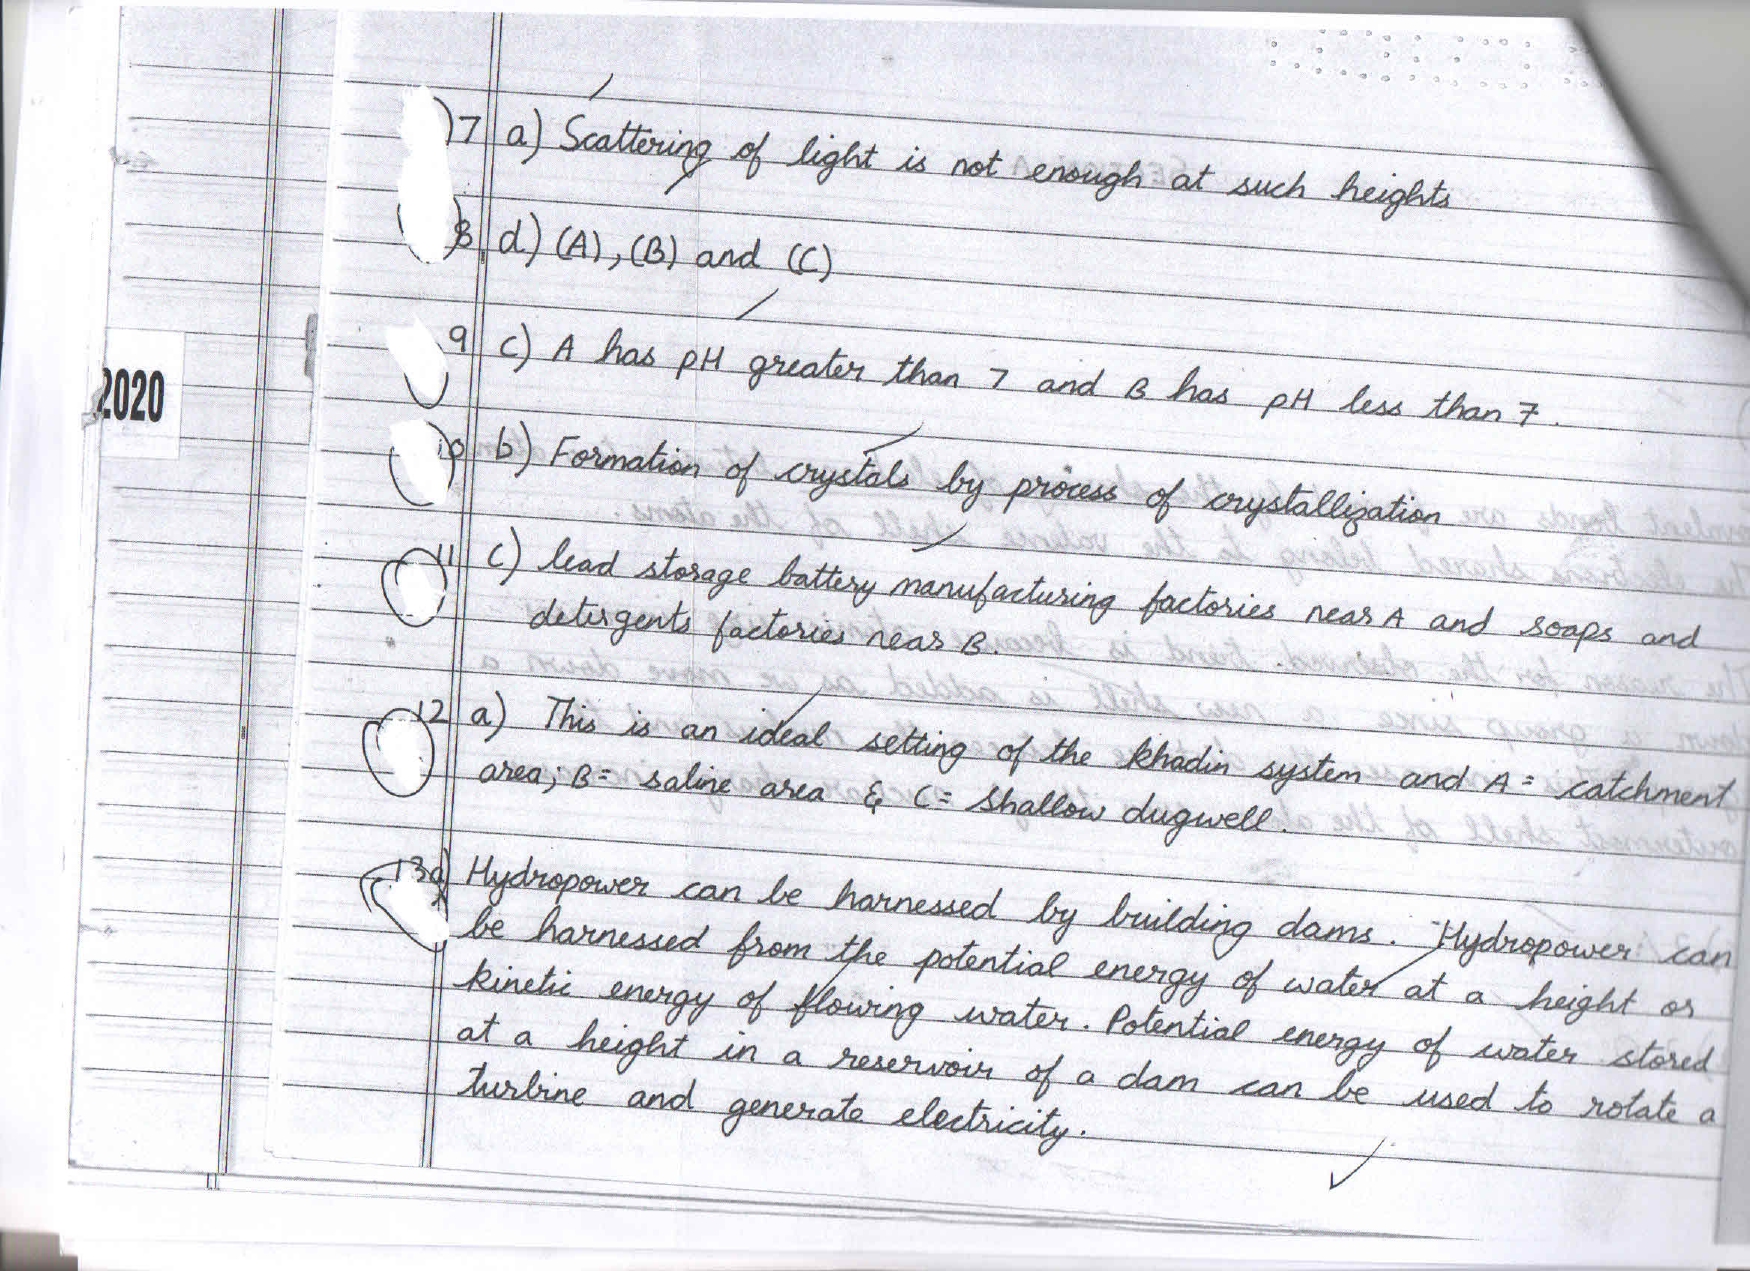 7 a) Scattering of light is not enough at such heights
8 d.) (A), (B) and (C)
9 c) A has pH greater than 7 and B has pH less than 7.
10 b) Formation of crystals by process of crystallization
11 c) lead storage battery manufacturing factories near A and soaps and
detergents factories near B.
12 a) This is an ideal setting of the khadin system and A = catchment
area; B = saline area & C = Shallow dugwell.
13a) Hydropower can be harnessed by building dams. Hydropower can
be harnessed from the potential energy of water at a height or
kinetic energy of flowing water. Potential energy of water stored
at a height in a reservoir of a dam can be used to rotate a
turbine and generate electricity.
2020